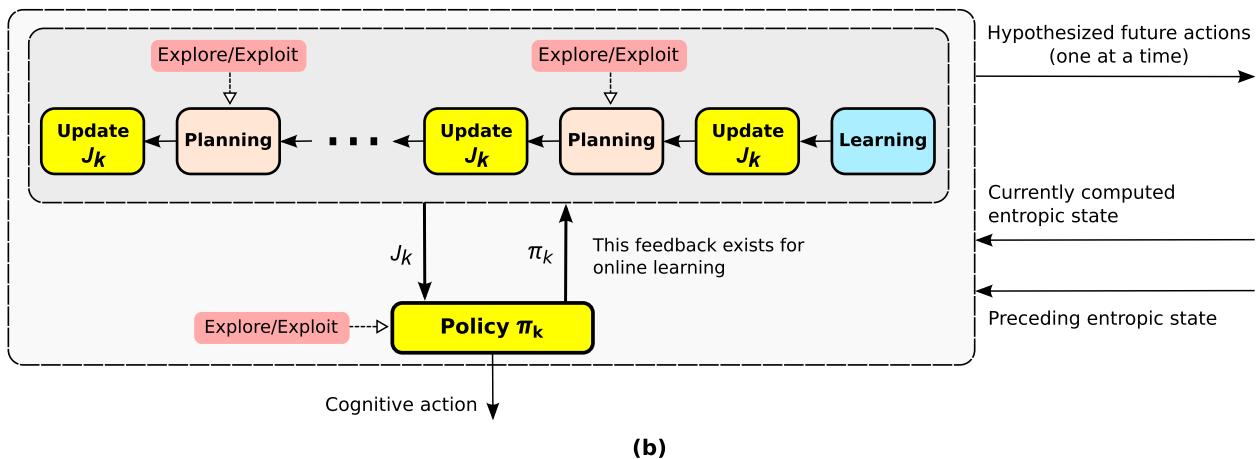 Hypothesized future actions
(one at a time)
Explore/Exploit
Explore/Exploit
Update
Jk
Planning
...
Update
Jk
Planning
Update
Jk
Learning
Currently computed
entropic state
Jk
πk
This feedback exists for
online learning
Preceding entropic state
Explore/Exploit
Policy πk
Cognitive action
(b)